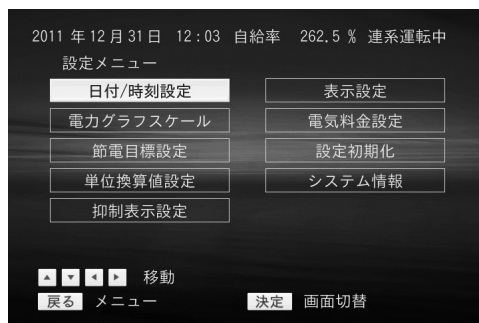 2011 年 12 月 31 日 12 : 03 自給率 262.5 % 連系運転中
設定メニュー
日付/時刻設定 表示設定
電力グラフスケール 電気料金設定
節電目標設定 設定初期化
単位換算値設定 システム情報
抑制表示設定
▲ ▼ ◀ ▶ 移動
戻る メニュー 決定 画面切替